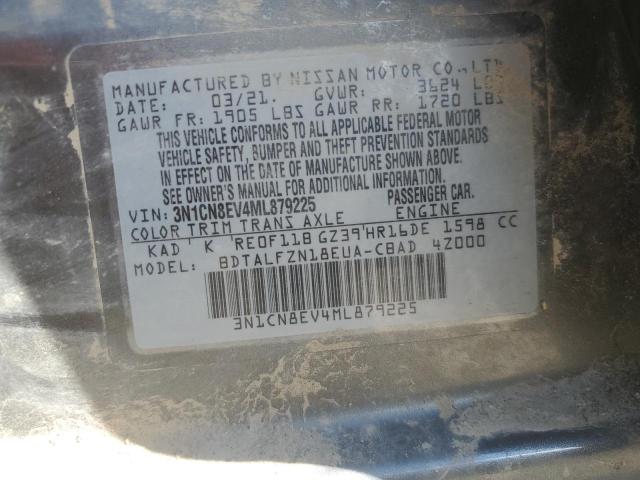 MANUFACTURED BY NISSAN MOTOR CO., LTD
DATE: 03/21. GVWR: 3624 LBS
GAWR FR: 1905 LBS GAWR RR: 1720 LBS
THIS VEHICLE CONFORMS TO ALL APPLICABLE FEDERAL MOTOR
VEHICLE SAFETY, BUMPER AND THEFT PREVENTION STANDARDS
IN EFFECT ON THE DATE OF MANUFACTURE SHOWN ABOVE.
SEE OWNER'S MANUAL FOR ADDITIONAL INFORMATION.
VIN: 3N1CN8EV4ML879225 PASSENGER CAR.
COLOR TRIM TRANS AXLE ENGINE
KAD K RE0F11B GZ39 HR16DE 1598 CC
MODEL: BDTALFZN18EUA-CBAD 4Z000
3N1CN8EV4ML879225